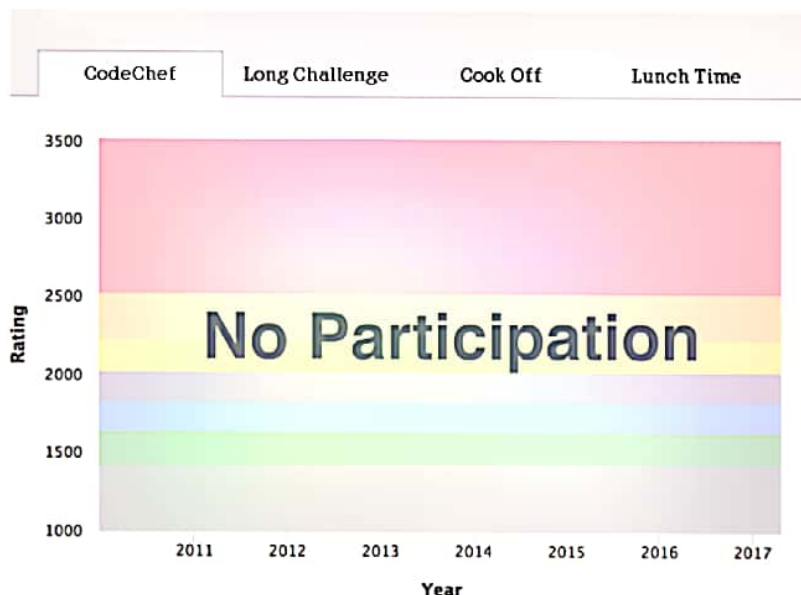 CodeChef Long Challenge Cook Off Lunch Time
3500
3000
2500
No Participation
Rating
2000
1500
1000
2011 2012 2013 2014 2015 2016 2017
Year